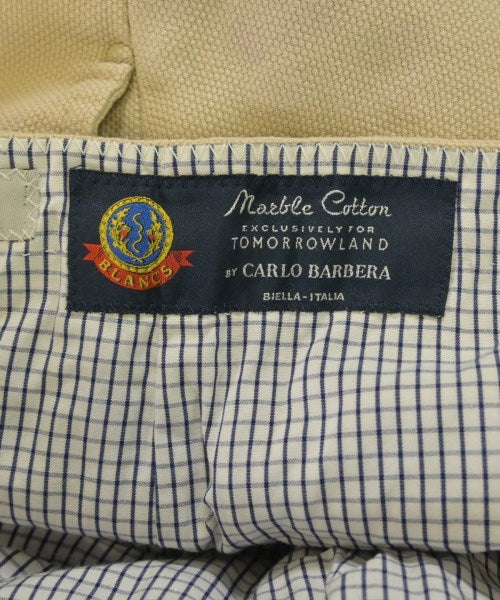 Marble Cotton
EXCLUSIVELY FOR
TOMORROWLAND
BY CARLO BARBERA
BIELLA-ITALIA
BLANCS